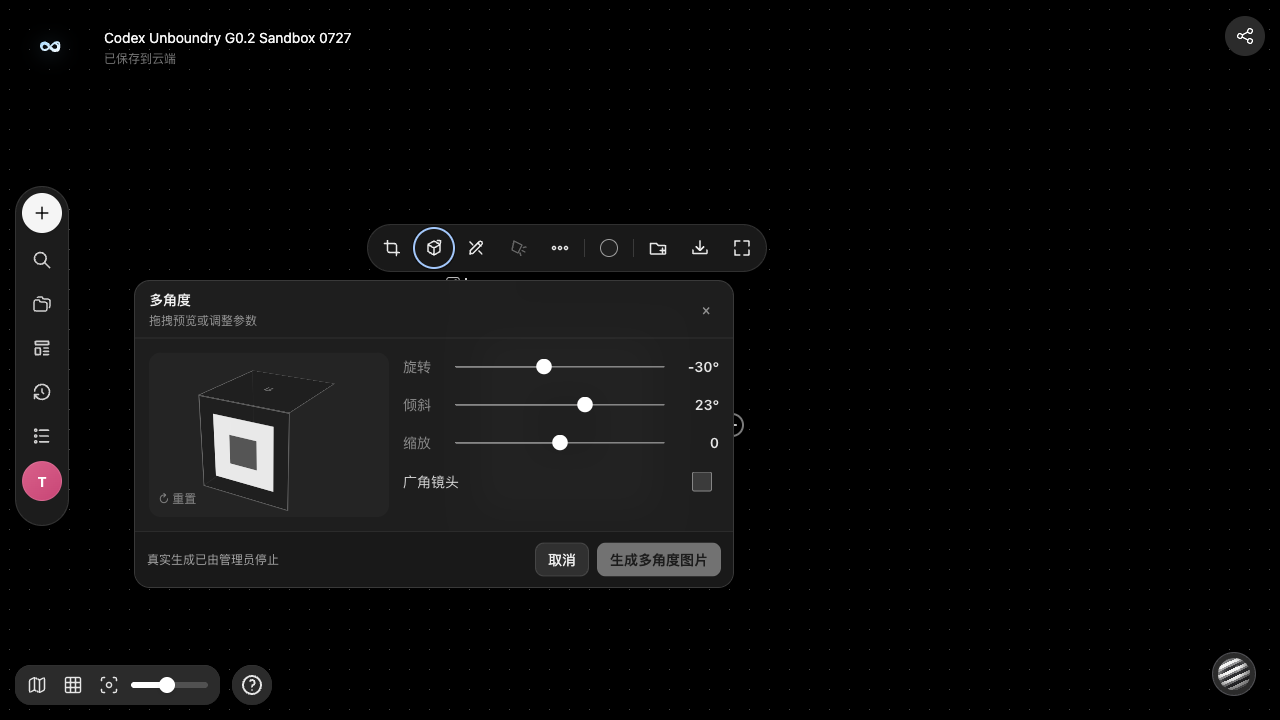 Codex Unboundry G0.2 Sandbox 0727
已保存到云端
多角度
拖拽预览或调整参数
×
旋转 -30°
倾斜 23°
缩放 0
广角镜头
重置
T
真实生成已由管理员停止
取消
生成多角度图片